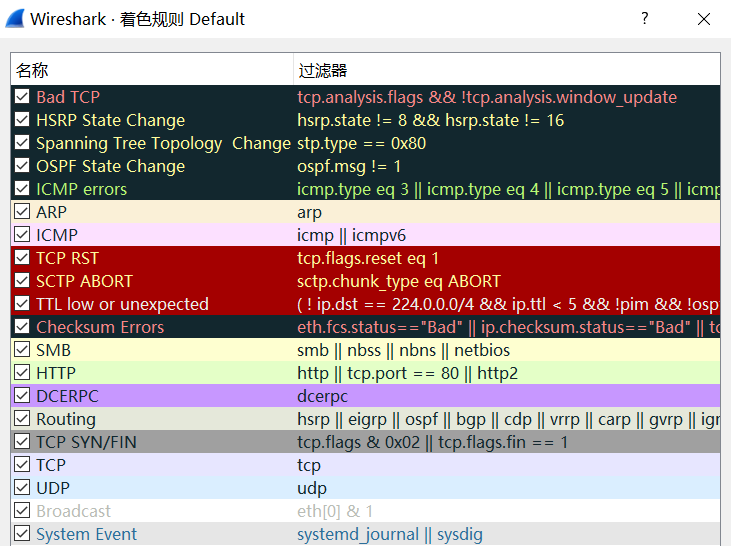 Wireshark · 着色规则 Default
名称 过滤器
Bad TCP tcp.analysis.flags && !tcp.analysis.window_update
HSRP State Change hsrp.state != 8 && hsrp.state != 16
Spanning Tree Topology Change stp.type == 0x80
OSPF State Change ospf.msg != 1
ICMP errors icmp.type eq 3 || icmp.type eq 4 || icmp.type eq 5 || icmp
ARP arp
ICMP icmp || icmpv6
TCP RST tcp.flags.reset eq 1
SCTP ABORT sctp.chunk_type eq ABORT
TTL low or unexpected ( ! ip.dst == 224.0.0.0/4 && ip.ttl < 5 && !pim && !osp
Checksum Errors eth.fcs.status=="Bad" || ip.checksum.status=="Bad" || tc
SMB smb || nbss || nbns || netbios
HTTP http || tcp.port == 80 || http2
DCERPC dcerpc
Routing hsrp || eigrp || ospf || bgp || cdp || vrrp || carp || gvrp || igr
TCP SYN/FIN tcp.flags & 0x02 || tcp.flags.fin == 1
TCP tcp
UDP udp
Broadcast eth[0] & 1
System Event systemd_journal || sysdig